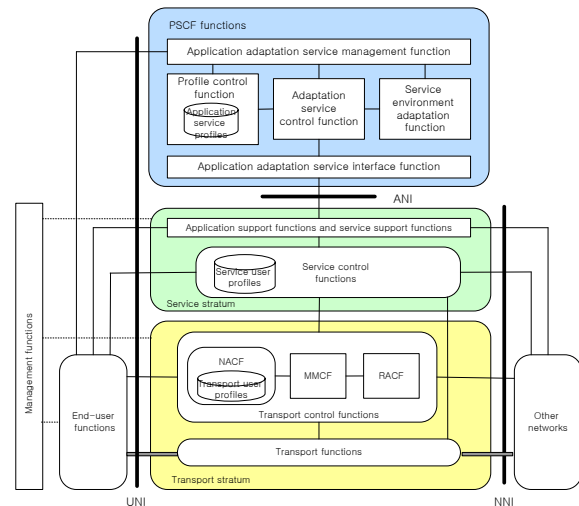 PSCF functions
Application adaptation service management function
Profile control
function
Application
service
profiles
Adaptation
service
control function
Service
environment
adaptation
function
Application adaptation service interface function
ANI
Application support functions and service support functions
Service user
profiles
Service control
functions
Service stratum
Management functions
End-user
functions
NACF
Transport user
profiles
MMCF
RACF
Transport control functions
Other
networks
Transport functions
Transport stratum
UNI
NNI